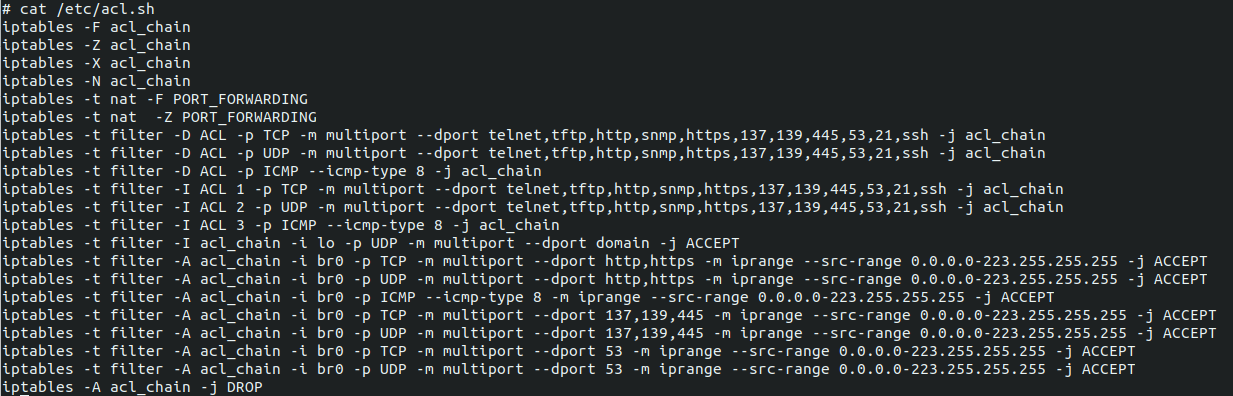 # cat /etc/acl.sh
iptables -F acl_chain
iptables -Z acl_chain
iptables -X acl_chain
iptables -N acl_chain
iptables -t nat -F PORT_FORWARDING
iptables -t nat  -Z PORT_FORWARDING
iptables -t filter -D ACL -p TCP -m multiport --dport telnet,tftp,http,snmp,https,137,139,445,53,21,ssh -j acl_chain
iptables -t filter -D ACL -p UDP -m multiport --dport telnet,tftp,http,snmp,https,137,139,445,53,21,ssh -j acl_chain
iptables -t filter -D ACL -p ICMP --icmp-type 8 -j acl_chain
iptables -t filter -I ACL 1 -p TCP -m multiport --dport telnet,tftp,http,snmp,https,137,139,445,53,21,ssh -j acl_chain
iptables -t filter -I ACL 2 -p UDP -m multiport --dport telnet,tftp,http,snmp,https,137,139,445,53,21,ssh -j acl_chain
iptables -t filter -I ACL 3 -p ICMP --icmp-type 8 -j acl_chain
iptables -t filter -I acl_chain -i lo -p UDP -m multiport --dport domain -j ACCEPT
iptables -t filter -A acl_chain -i br0 -p TCP -m multiport --dport http,https -m iprange --src-range 0.0.0.0-223.255.255.255 -j ACCEPT
iptables -t filter -A acl_chain -i br0 -p UDP -m multiport --dport http,https -m iprange --src-range 0.0.0.0-223.255.255.255 -j ACCEPT
iptables -t filter -A acl_chain -i br0 -p ICMP --icmp-type 8 -m iprange --src-range 0.0.0.0-223.255.255.255 -j ACCEPT
iptables -t filter -A acl_chain -i br0 -p TCP -m multiport --dport 137,139,445 -m iprange --src-range 0.0.0.0-223.255.255.255 -j ACCEPT
iptables -t filter -A acl_chain -i br0 -p UDP -m multiport --dport 137,139,445 -m iprange --src-range 0.0.0.0-223.255.255.255 -j ACCEPT
iptables -t filter -A acl_chain -i br0 -p TCP -m multiport --dport 53 -m iprange --src-range 0.0.0.0-223.255.255.255 -j ACCEPT
iptables -t filter -A acl_chain -i br0 -p UDP -m multiport --dport 53 -m iprange --src-range 0.0.0.0-223.255.255.255 -j ACCEPT
iptables -A acl_chain -j DROP